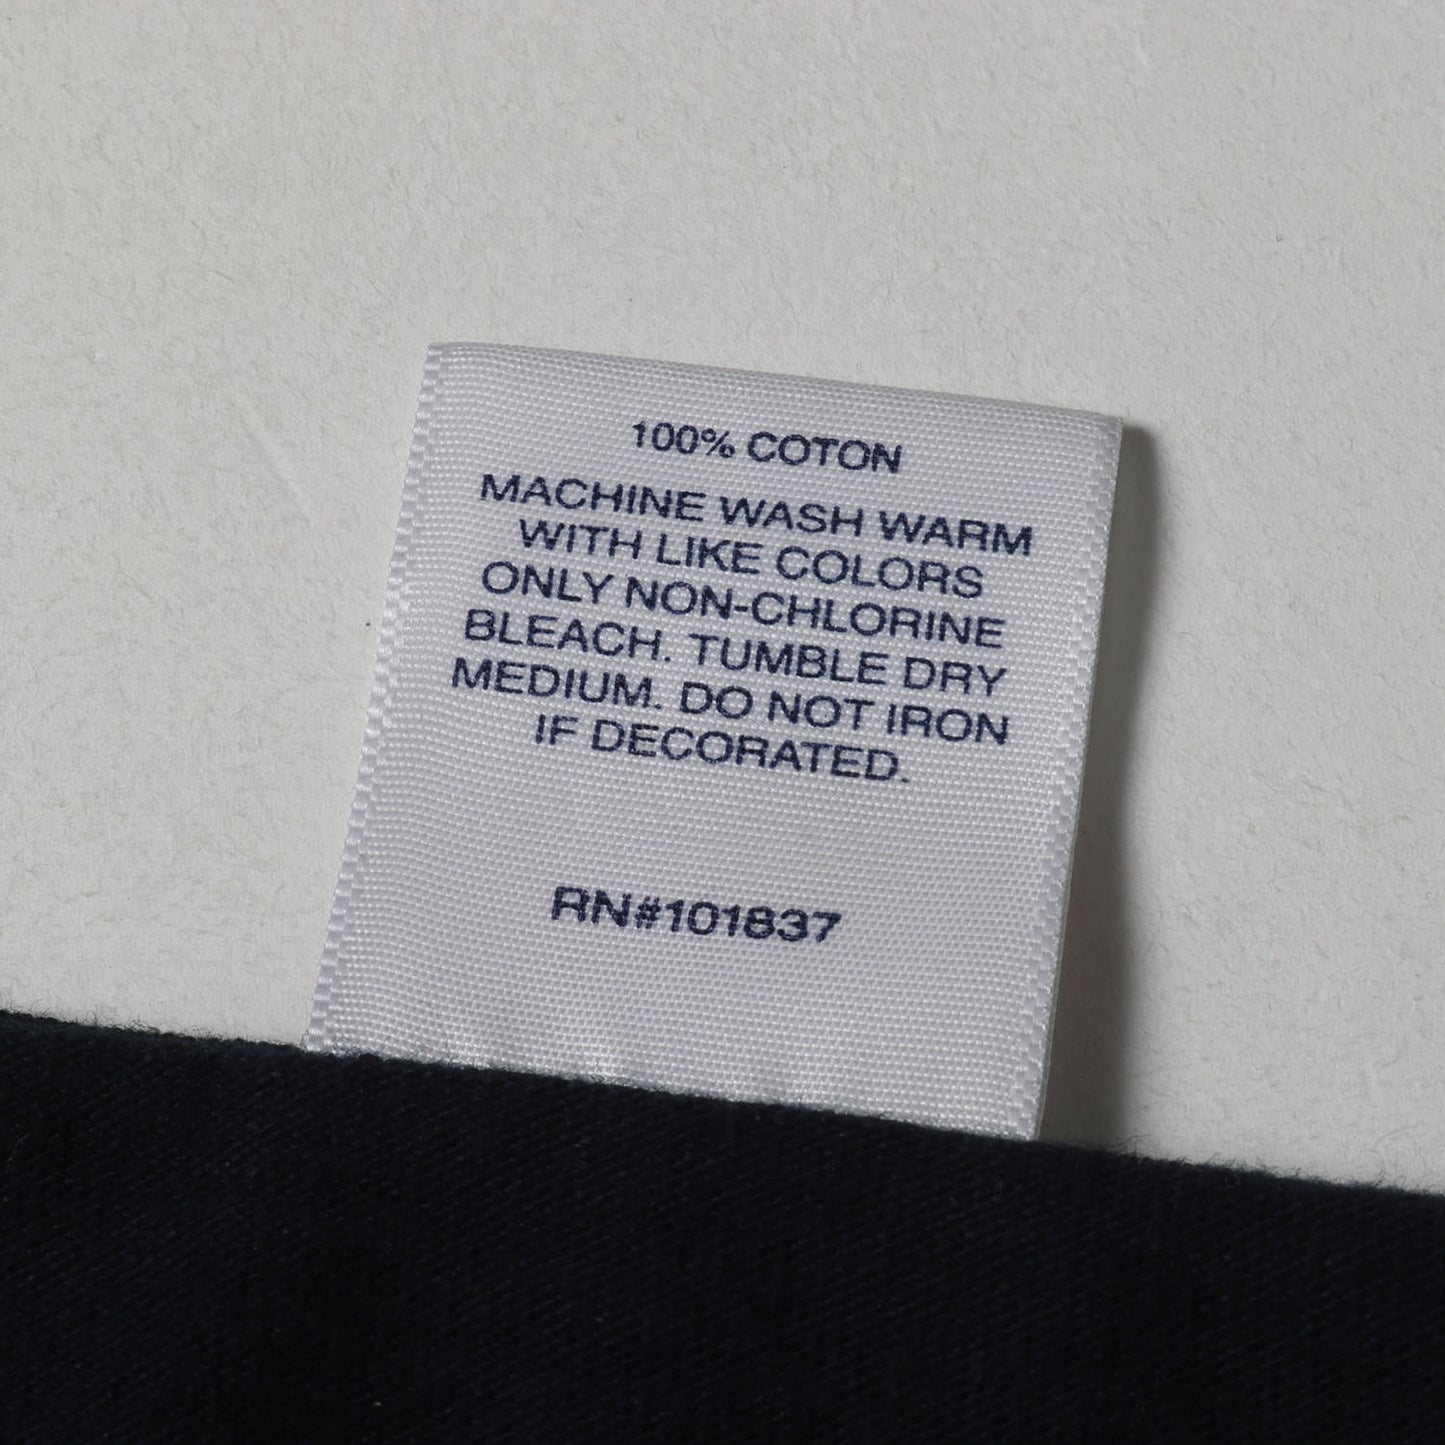 100% COTON
MACHINE WASH WARM
WITH LIKE COLORS
ONLY NON-CHLORINE
BLEACH. TUMBLE DRY
MEDIUM. DO NOT IRON
IF DECORATED.
RN#101837